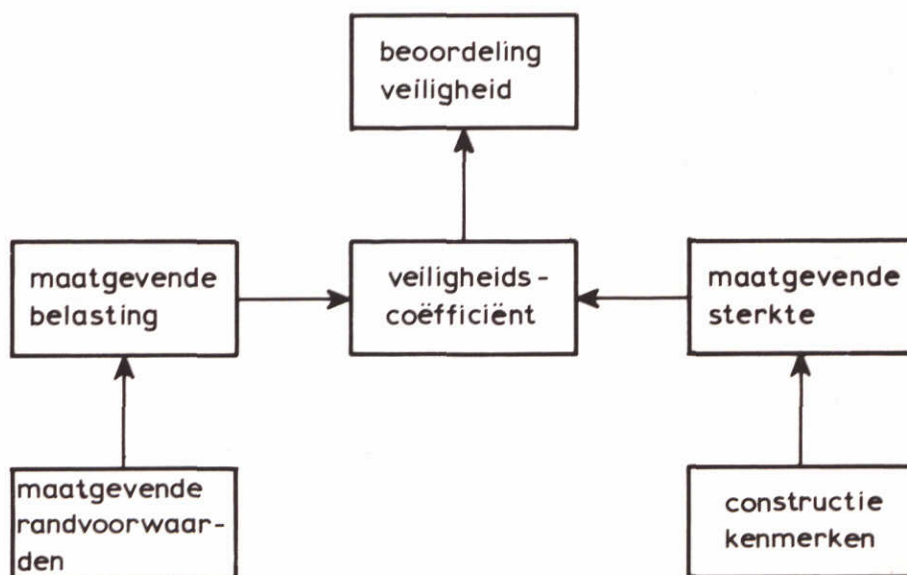 beoordeling
veiligheid
maatgevende
belasting
veiligheids-
coëfficiënt
maatgevende
sterkte
maatgevende
randvoorwaar-
den
constructie
kenmerken